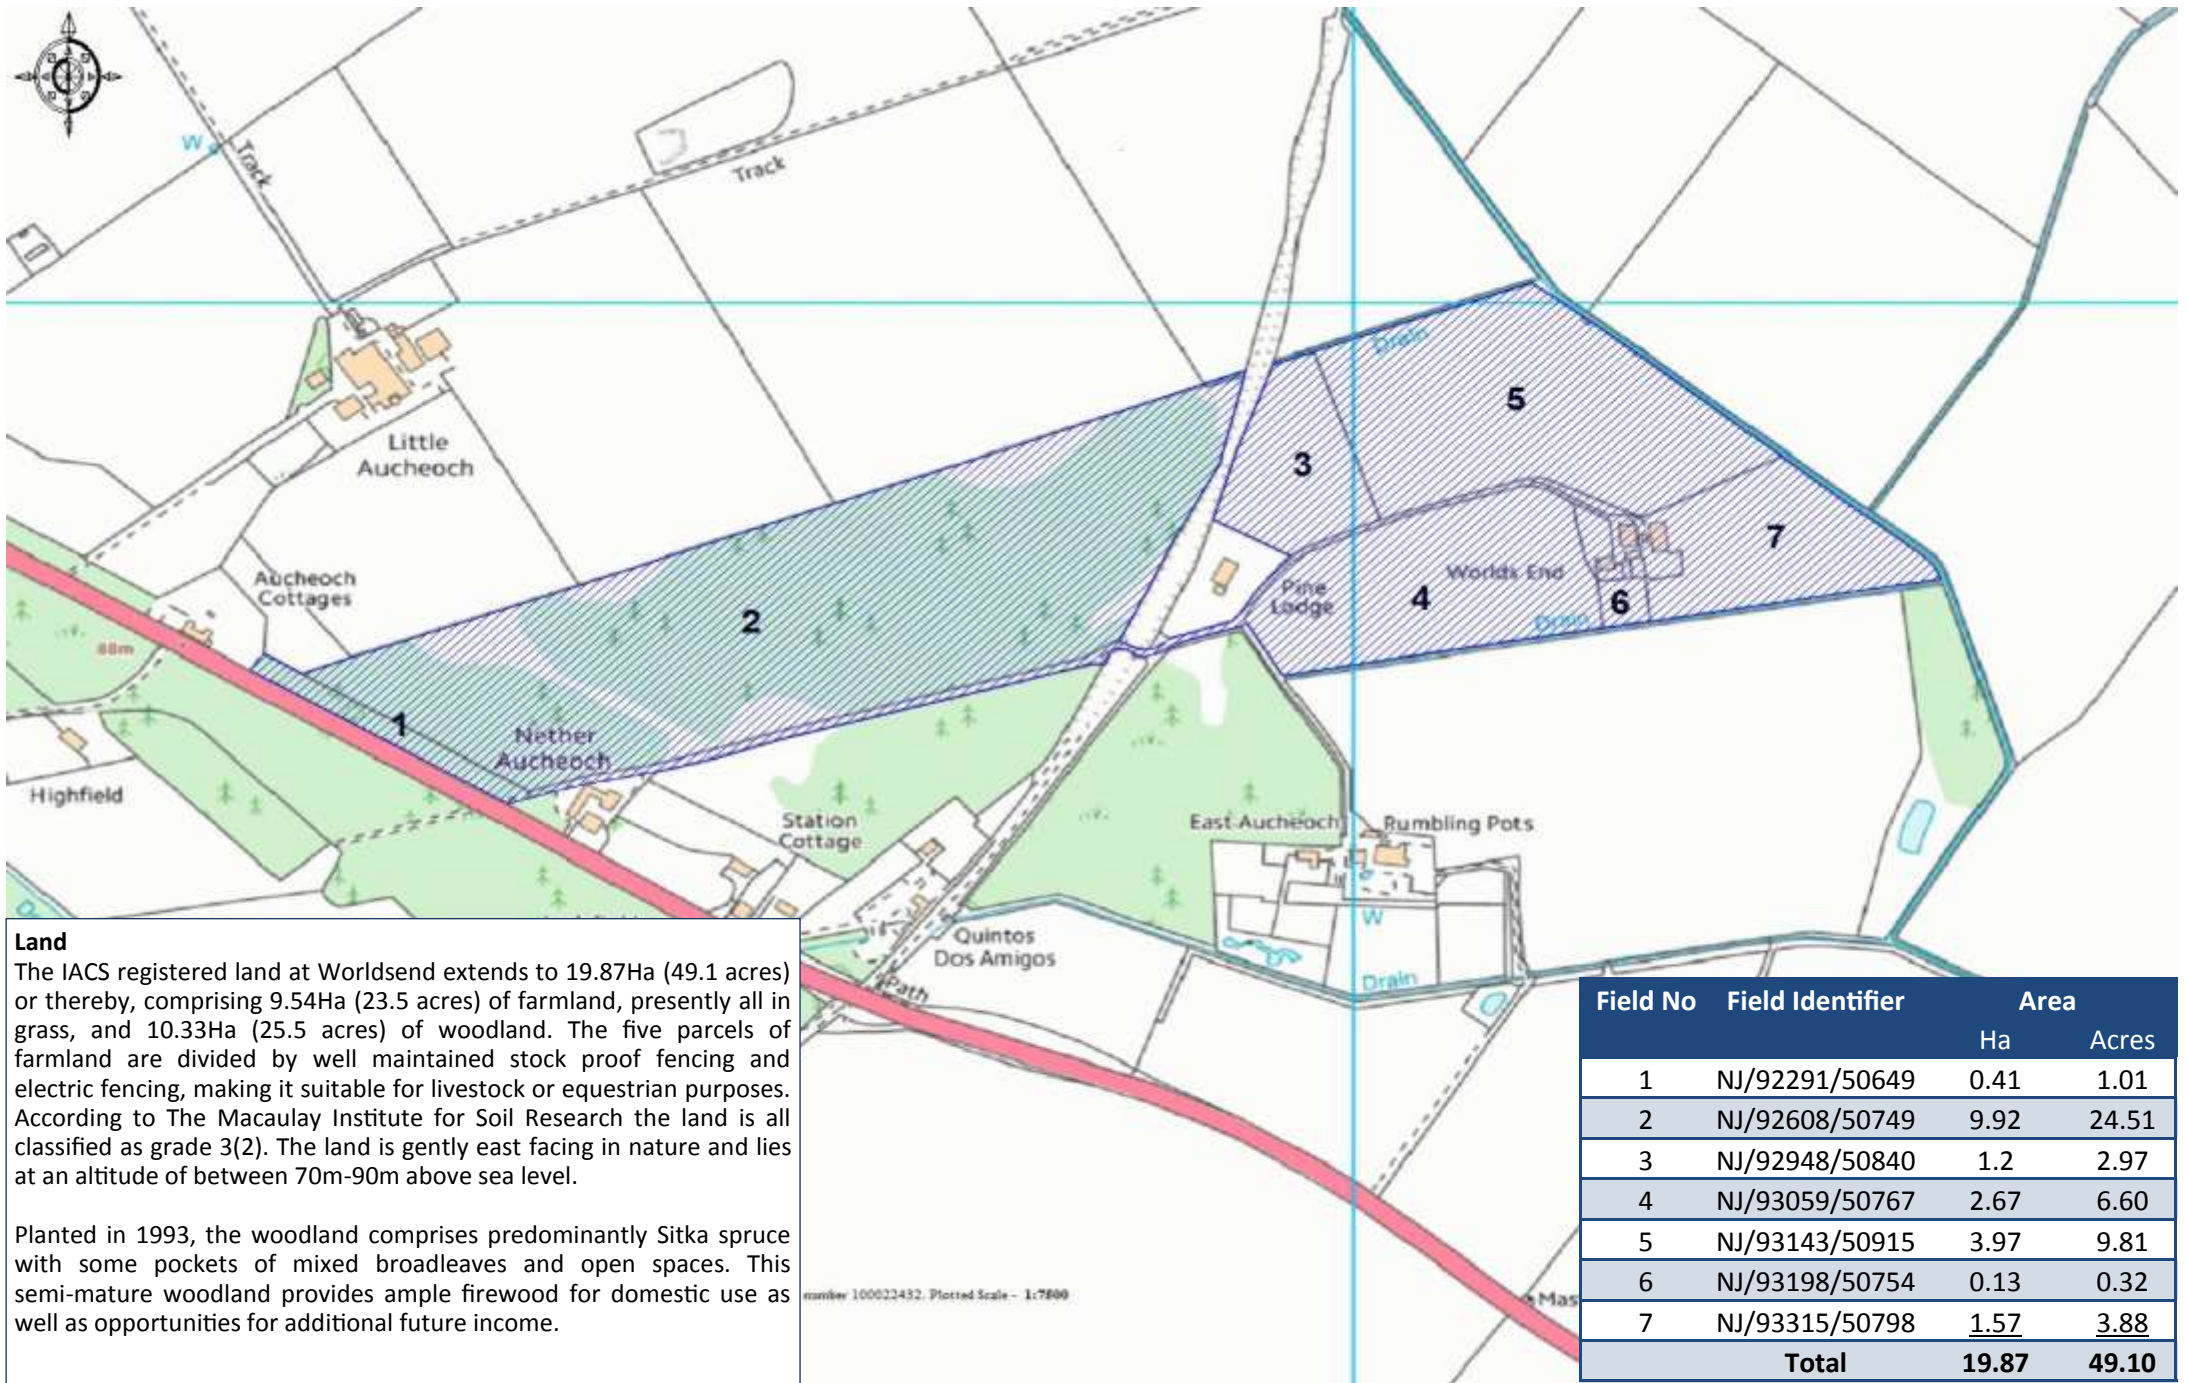 W
Track
Track
Drain
5
Little
Aucheoch
3
7
Aucheoch
Cottages
Worlds End
Pine
Lodge
4
6
2
Drain
88m
1
Nether
Aucheoch
Highfield
Station
Cottage
East Aucheoch
Rumbling Pots
W
Quintos
Dos Amigos
Drain
Path
Land
The IACS registered land at Worldsend extends to 19.87Ha (49.1 acres)
or thereby, comprising 9.54Ha (23.5 acres) of farmland, presently all in
grass, and 10.33Ha (25.5 acres) of woodland. The five parcels of
farmland are divided by well maintained stock proof fencing and
electric fencing, making it suitable for livestock or equestrian purposes.
According to The Macaulay Institute for Soil Research the land is all
classified as grade 3(2). The land is gently east facing in nature and lies
at an altitude of between 70m-90m above sea level.
Planted in 1993, the woodland comprises predominantly Sitka spruce
with some pockets of mixed broadleaves and open spaces. This
semi-mature woodland provides ample firewood for domestic use as
well as opportunities for additional future income.
number 100022432. Plotted Scale - 1:7500
Mas
Field No Field Identifier Area
Ha Acres
1 NJ/92291/50649 0.41 1.01
2 NJ/92608/50749 9.92 24.51
3 NJ/92948/50840 1.2 2.97
4 NJ/93059/50767 2.67 6.60
5 NJ/93143/50915 3.97 9.81
6 NJ/93198/50754 0.13 0.32
7 NJ/93315/50798 1.57 3.88
Total 19.87 49.10